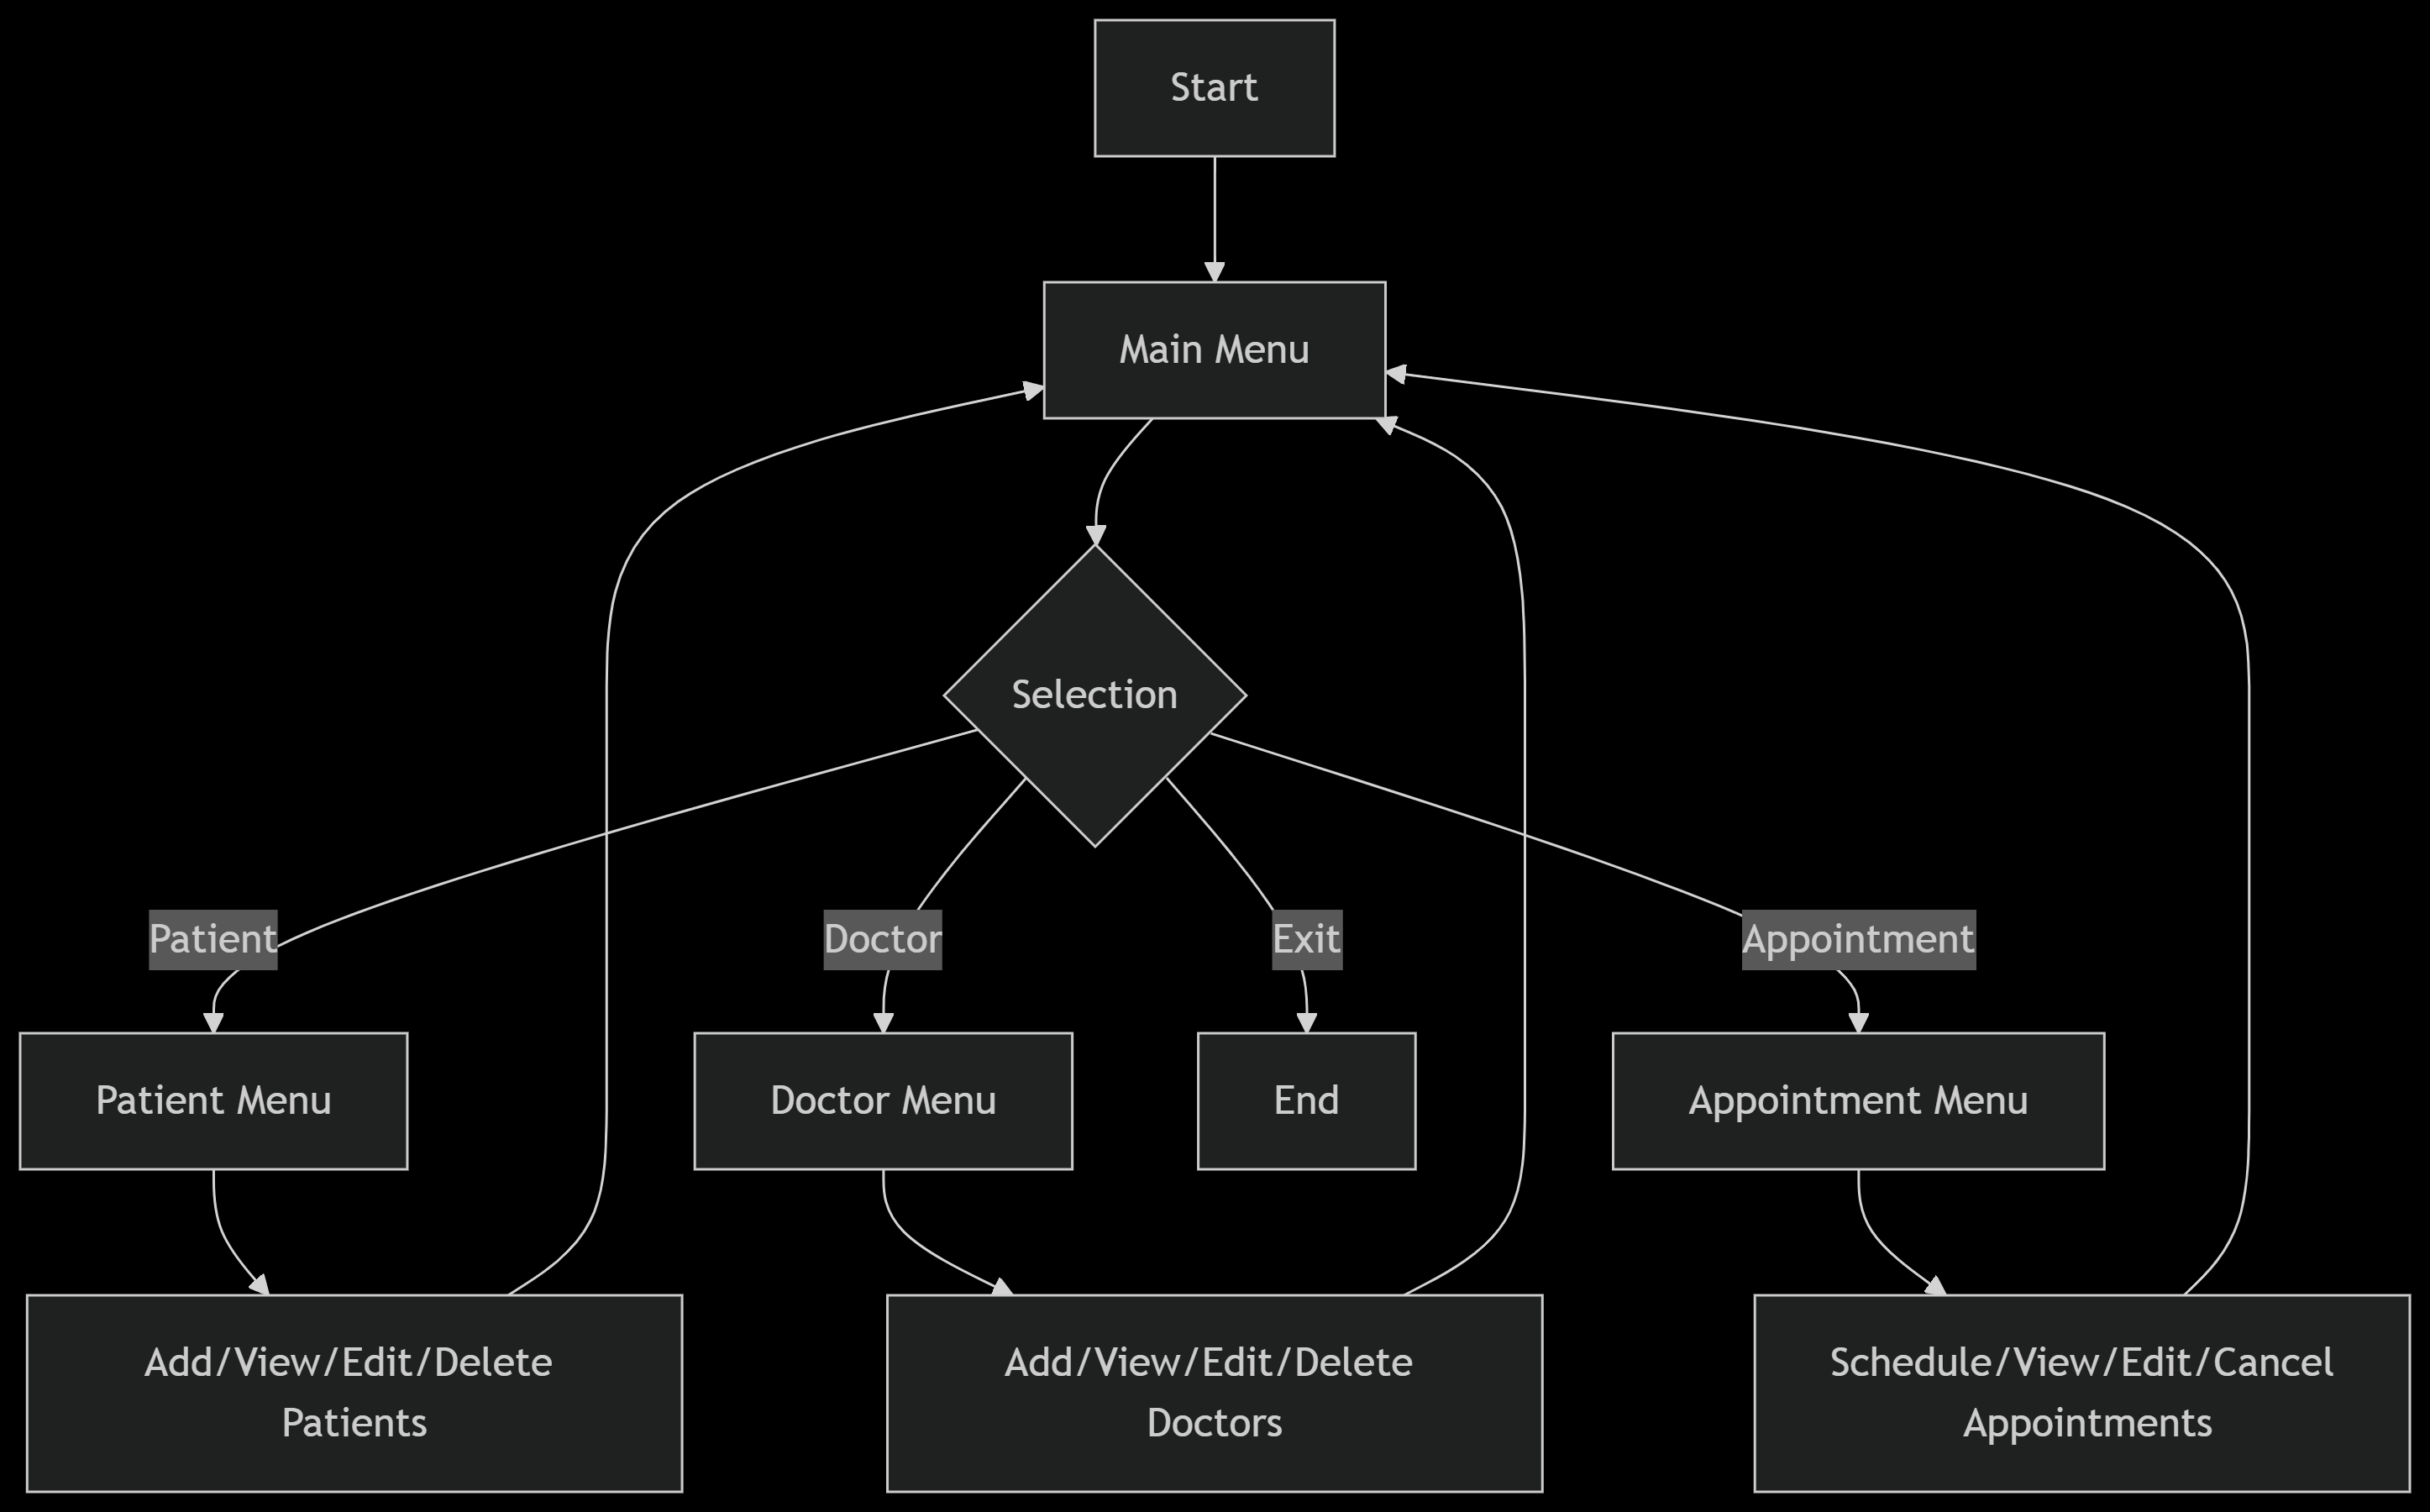 Start
Main Menu
Selection
Patient
Doctor
Exit
Appointment
Patient Menu
Doctor Menu
End
Appointment Menu
Add/View/Edit/Delete
Patients
Add/View/Edit/Delete
Doctors
Schedule/View/Edit/Cancel
Appointments